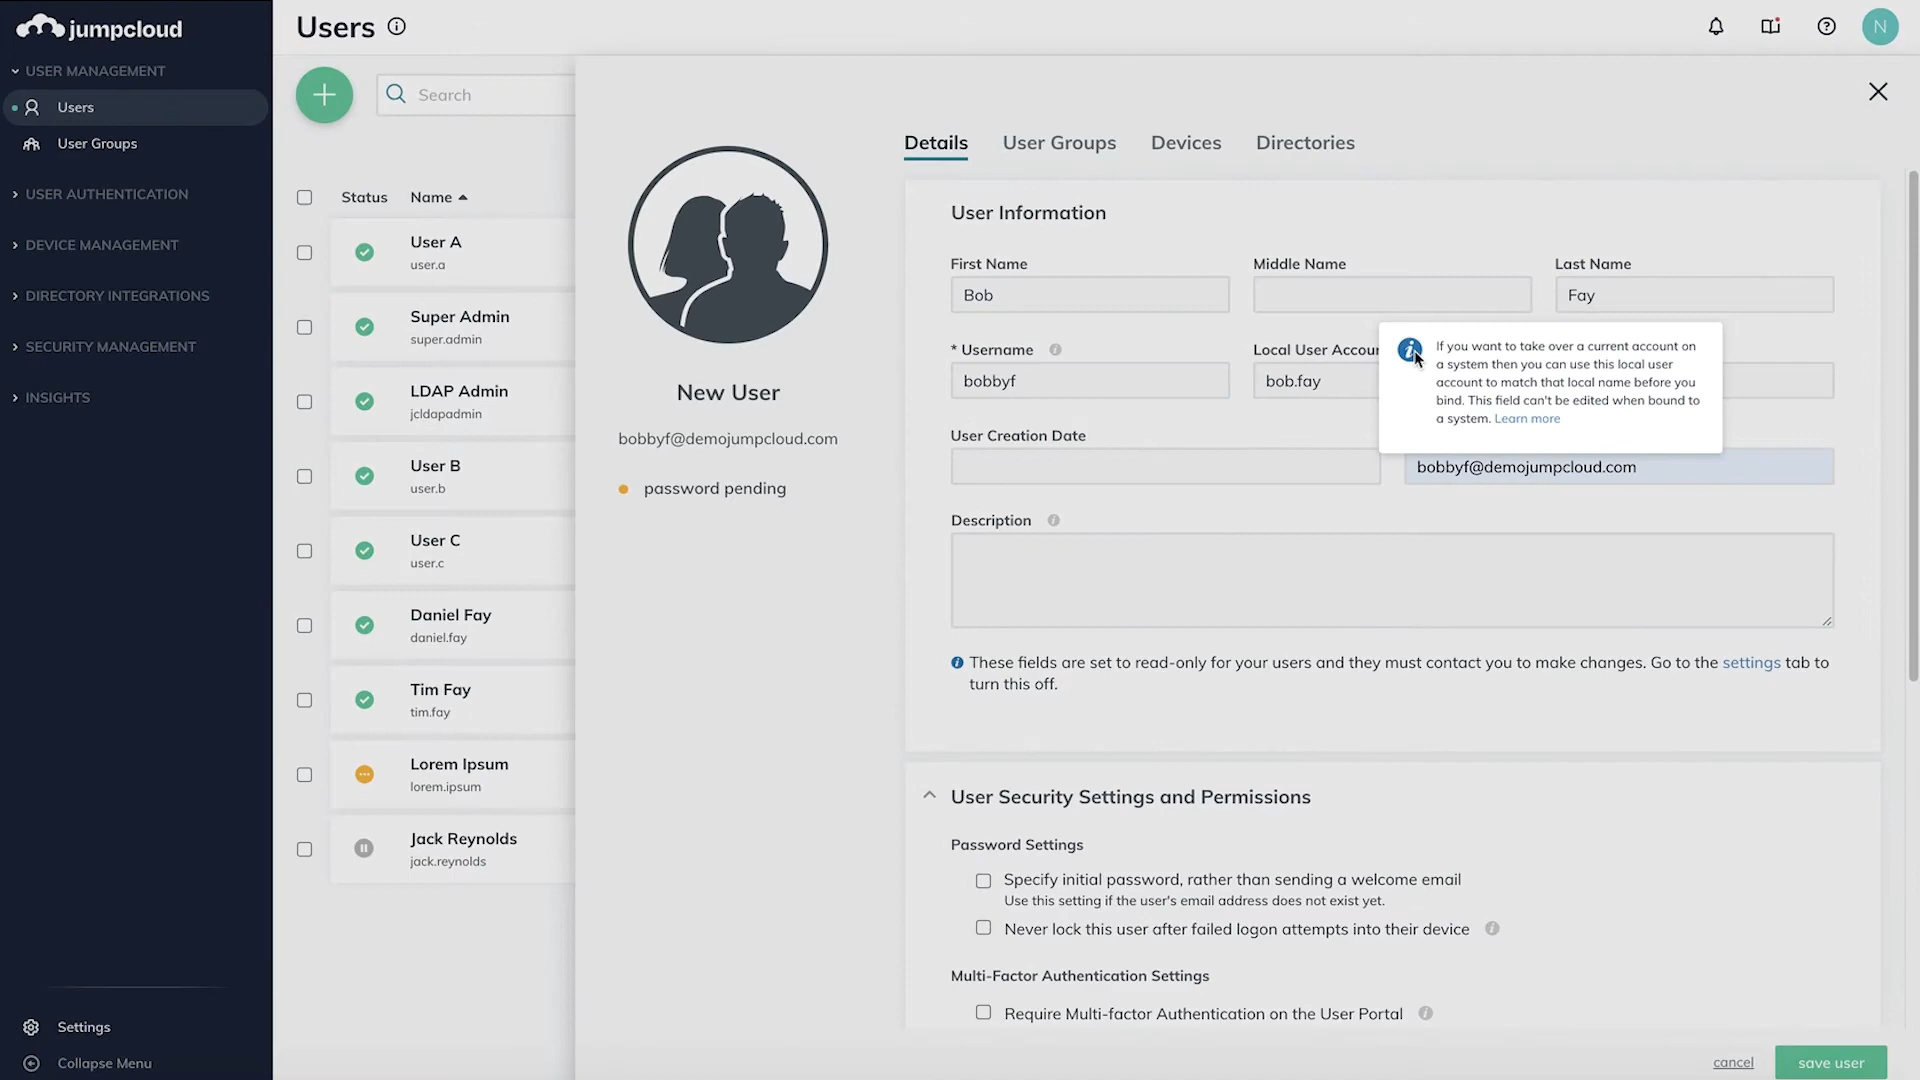 jumpcloud
USER MANAGEMENT
Users
User Groups
USER AUTHENTICATION
DEVICE MANAGEMENT
DIRECTORY INTEGRATIONS
SECURITY MANAGEMENT
INSIGHTS
Settings
Collapse Menu
Users
N
Search
Status Name
User A
user.a
Super Admin
super.admin
LDAP Admin
jcldapadmin
User B
user.b
User C
user.c
Daniel Fay
daniel.fay
Tim Fay
tim.fay
Lorem Ipsum
lorem.ipsum
Jack Reynolds
jack.reynolds
New User
bobbyf@demojumpcloud.com
password pending
Details User Groups Devices Directories
User Information
First Name Middle Name Last Name
Bob Fay
* Username Local User Accoun
bobbyf bob.fay
If you want to take over a current account on
a system then you can use this local user
account to match that local name before you
bind. This field can't be edited when bound to
a system. Learn more
User Creation Date
bobbyf@demojumpcloud.com
Description
These fields are set to read-only for your users and they must contact you to make changes. Go to the settings tab to
turn this off.
User Security Settings and Permissions
Password Settings
Specify initial password, rather than sending a welcome email
Use this setting if the user's email address does not exist yet.
Never lock this user after failed logon attempts into their device
Multi-Factor Authentication Settings
Require Multi-factor Authentication on the User Portal
cancel save user